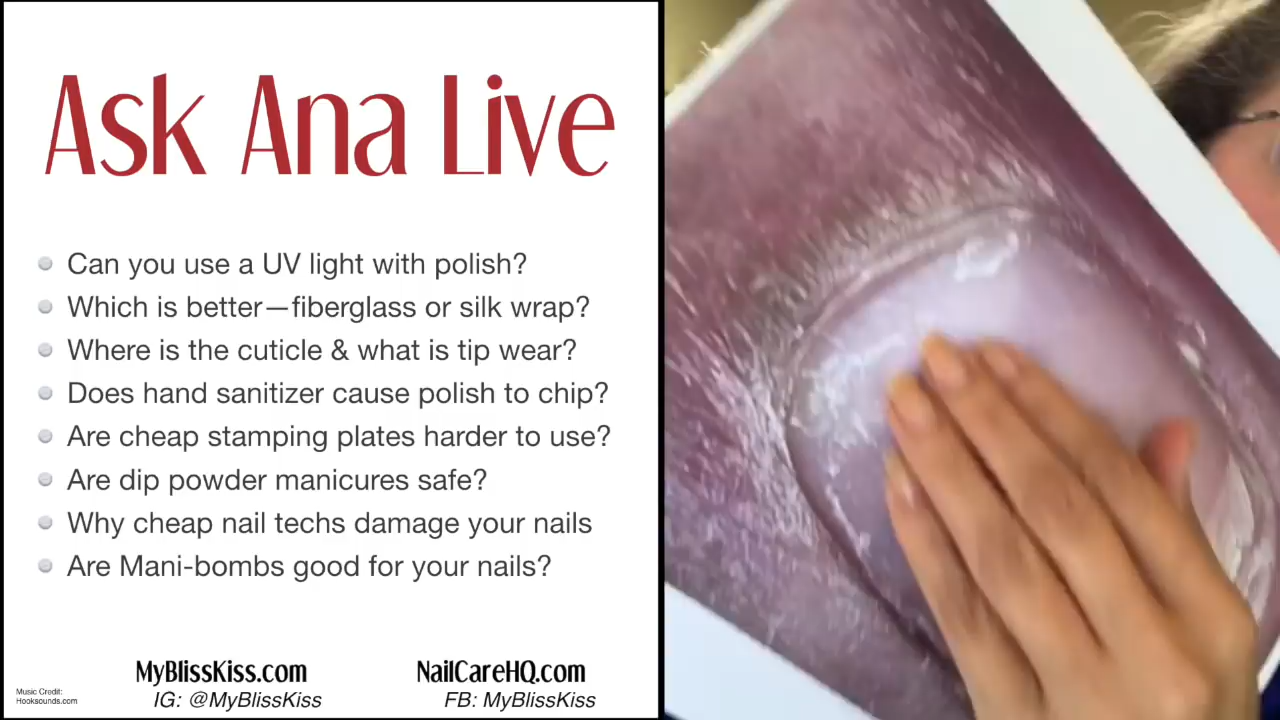 Ask Ana Live
Can you use a UV light with polish?
Which is better—fiberglass or silk wrap?
Where is the cuticle & what is tip wear?
Does hand sanitizer cause polish to chip?
Are cheap stamping plates harder to use?
Are dip powder manicures safe?
Why cheap nail techs damage your nails
Are Mani-bombs good for your nails?
MyBlissKiss.com
IG: @MyBlissKiss
NailCareHQ.com
FB: MyBlissKiss
Music Credit:
Hooksounds.com